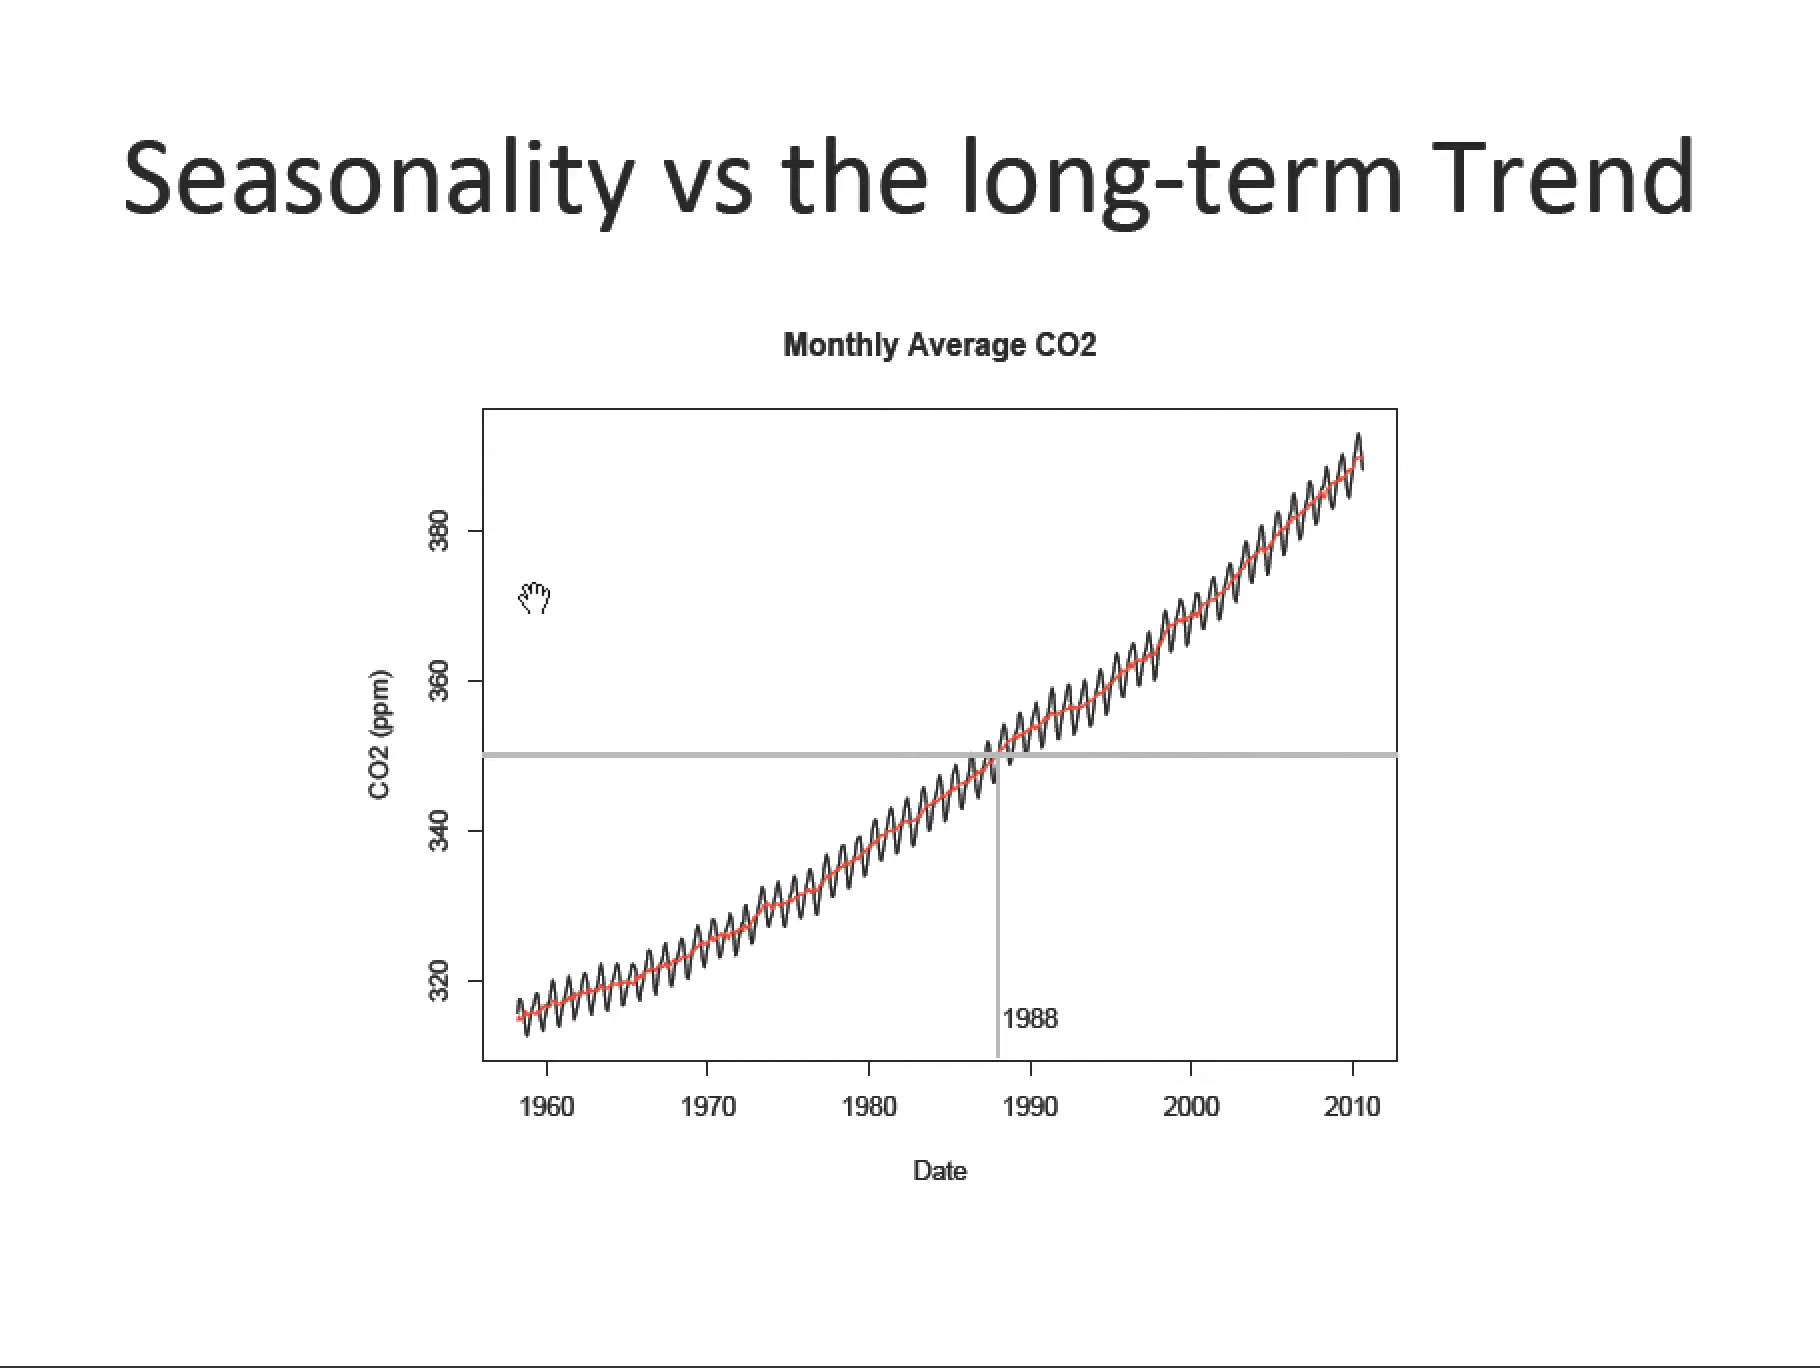 Seasonality vs the long-term Trend
Monthly Average CO2
CO2 (ppm)
380
360
340
320
1988
1960 1970 1980 1990 2000 2010
Date